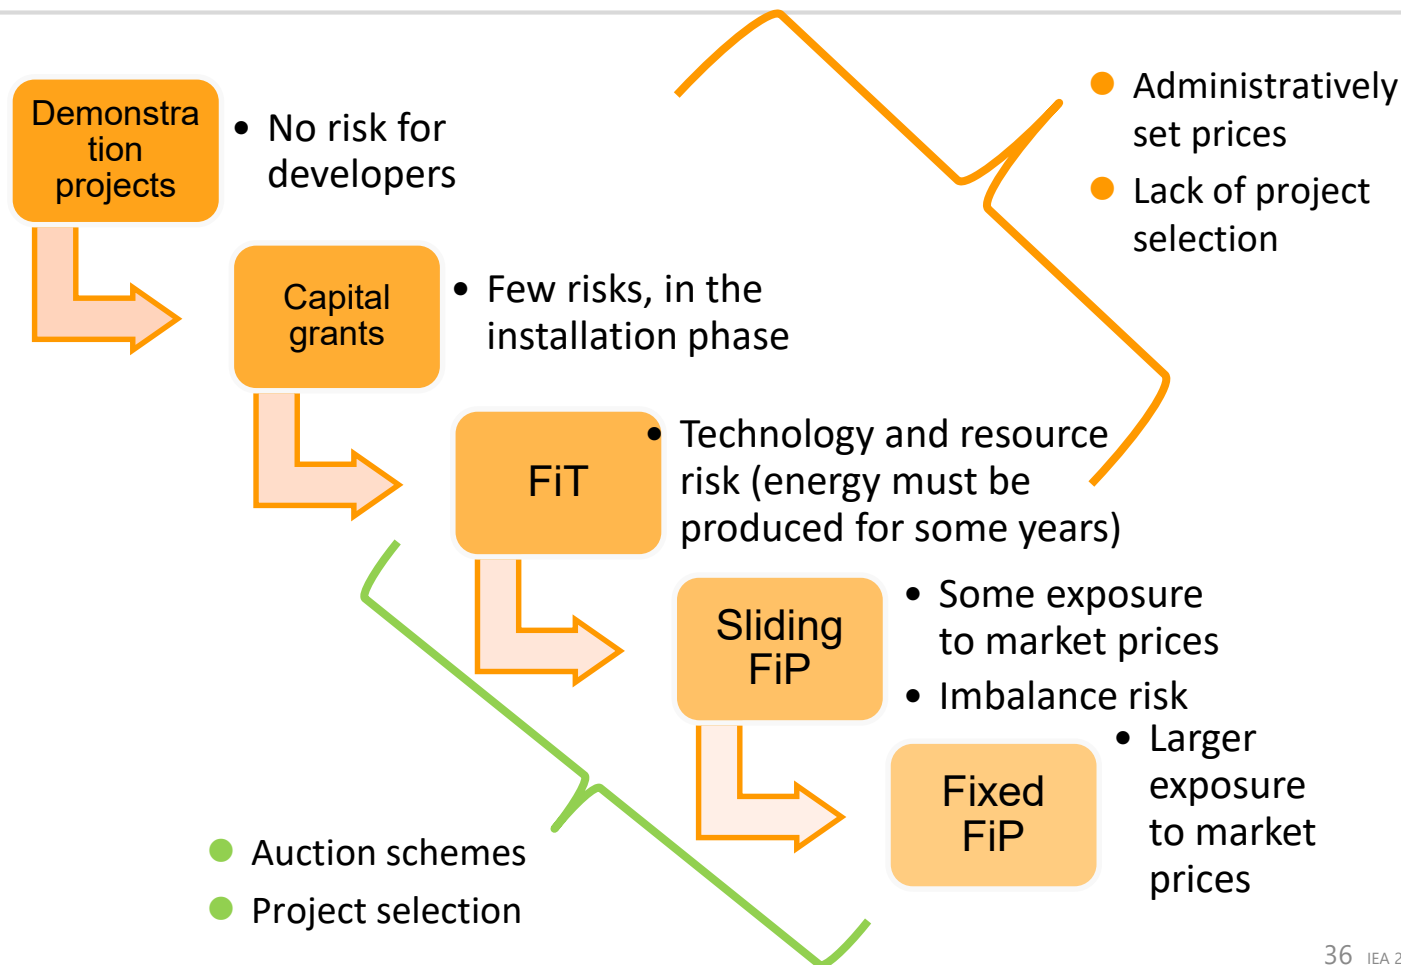 Demonstra
tion
projects
• No risk for
developers
Administratively
set prices
Lack of project
selection
Capital
grants
• Few risks, in the
installation phase
FiT
• Technology and resource
risk (energy must be
produced for some years)
Sliding
FiP
• Some exposure
to market prices
• Imbalance risk
Fixed
FiP
• Larger
exposure
to market
prices
Auction schemes
Project selection
36 IEA 2